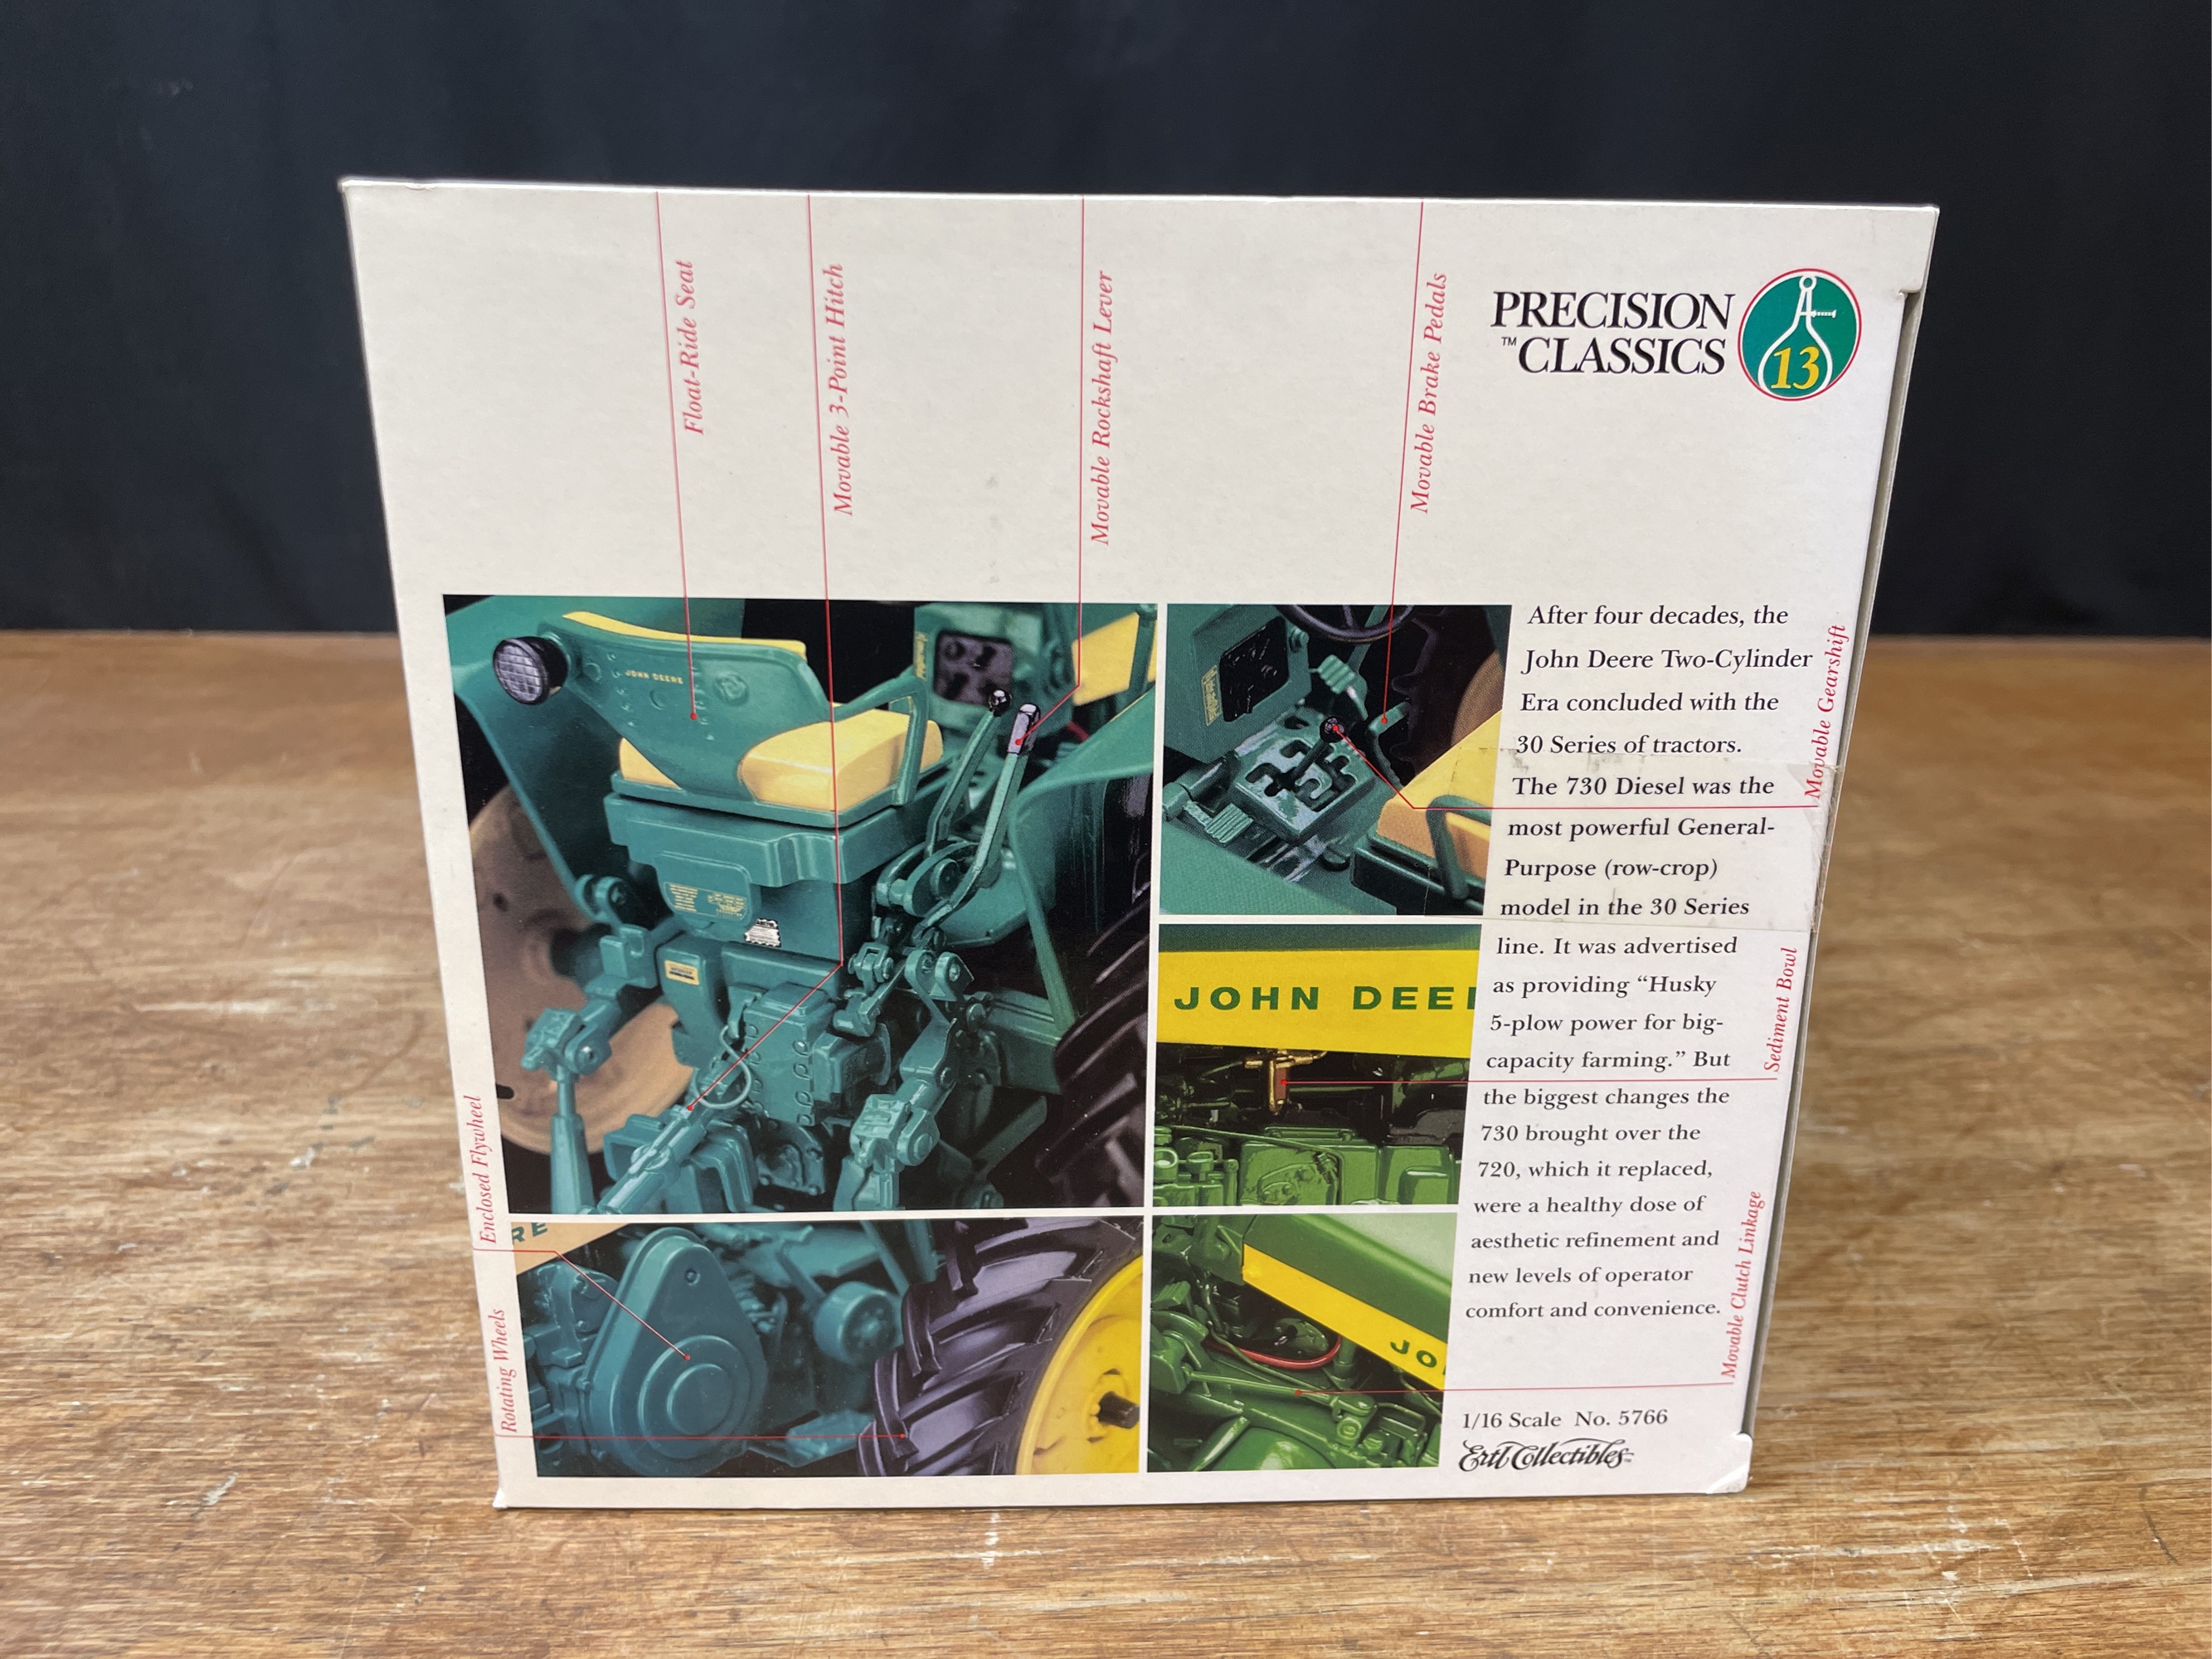 Float-Ride Seat
Movable 3-Point Hitch
Movable Rockshaft Lever
Movable Brake Pedals
PRECISION
™CLASSICS
13
JOHN DEERE
After four decades, the
John Deere Two-Cylinder
Era concluded with the
30 Series of tractors.
The 730 Diesel was the
most powerful General-
Purpose (row-crop)
model in the 30 Series
line. It was advertised
as providing “Husky
5-plow power for big-
capacity farming.” But
the biggest changes the
730 brought over the
720, which it replaced,
were a healthy dose of
aesthetic refinement and
new levels of operator
comfort and convenience.
Movable Gearshift
Sediment Bowl
Movable Clutch Linkage
JOHN DEE
Enclosed Flywheel
Rotating Wheels
RE
JO
1/16 Scale No. 5766
Ertl Collectibles™